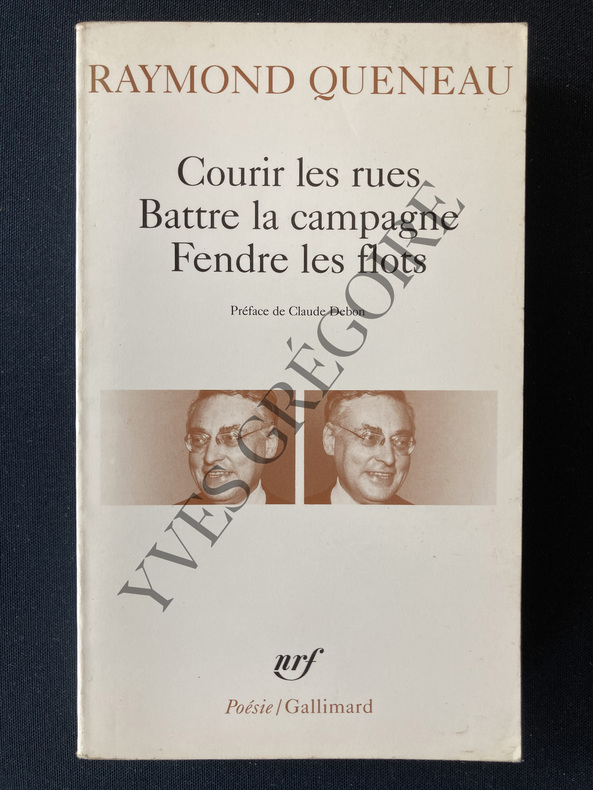 RAYMOND QUENEAU
Courir les rues
Battre la campagne
Fendre les flots
Préface de Claude Debon
YVES GRÉGOIRE
nrf
Poésie/Gallimard